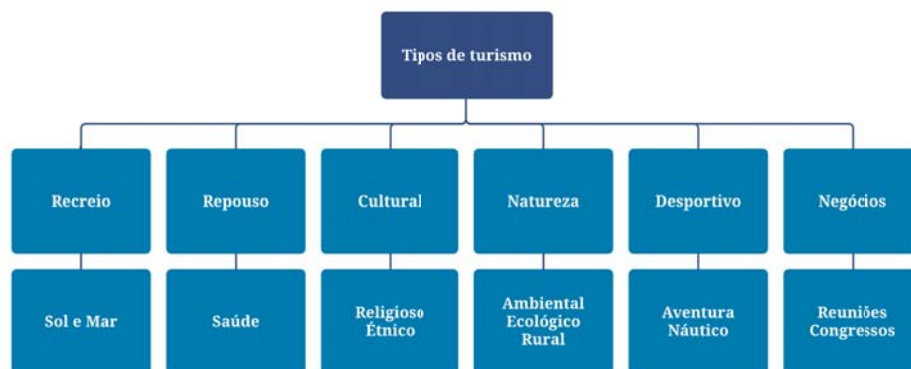 Tipos de turismo
Recreio
Repouso
Cultural
Natureza
Desportivo
Negócios
Sol e Mar
Saúde
Religioso
Étnico
Ambiental
Ecológico
Rural
Aventura
Náutico
Reuniões
Congressos